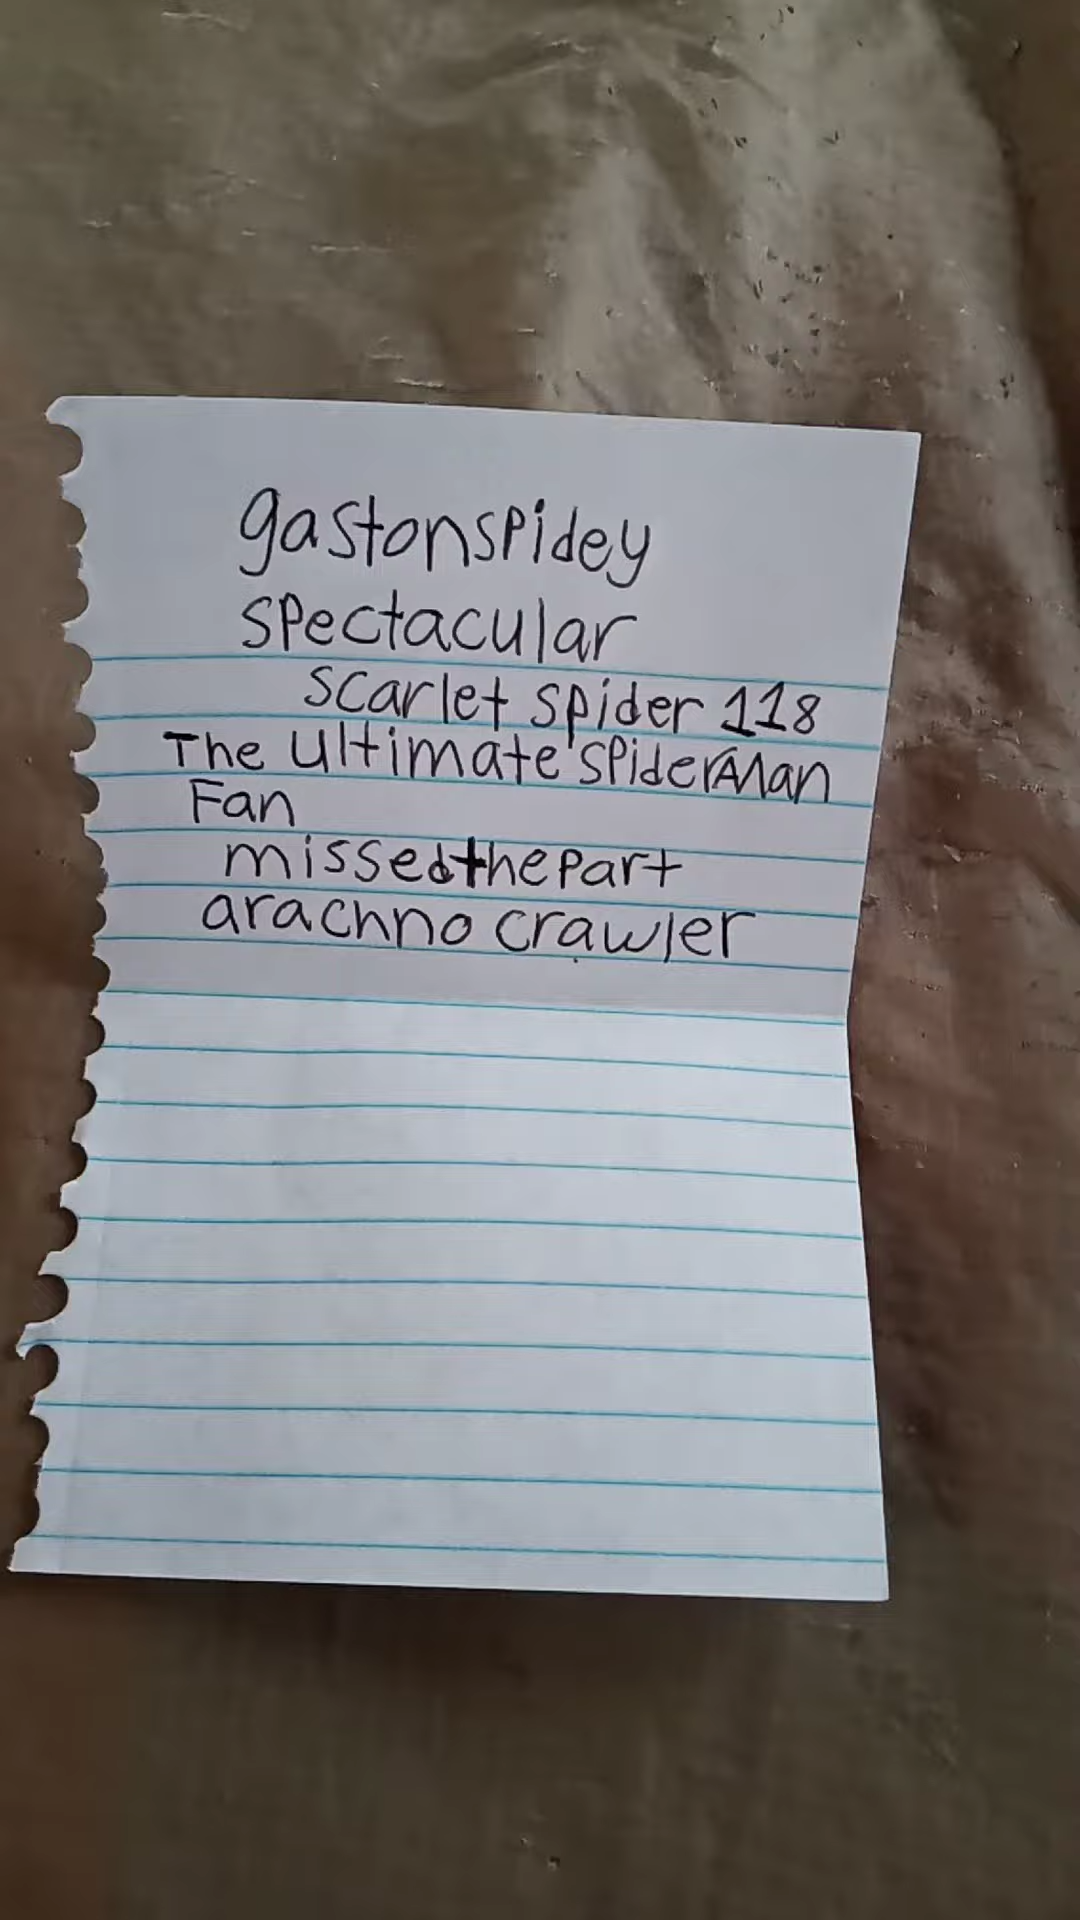 gastonspidey
spectacular
scarlet spider 118
The Ultimate SpiderMan
Fan
missedthepart
arachno crawler